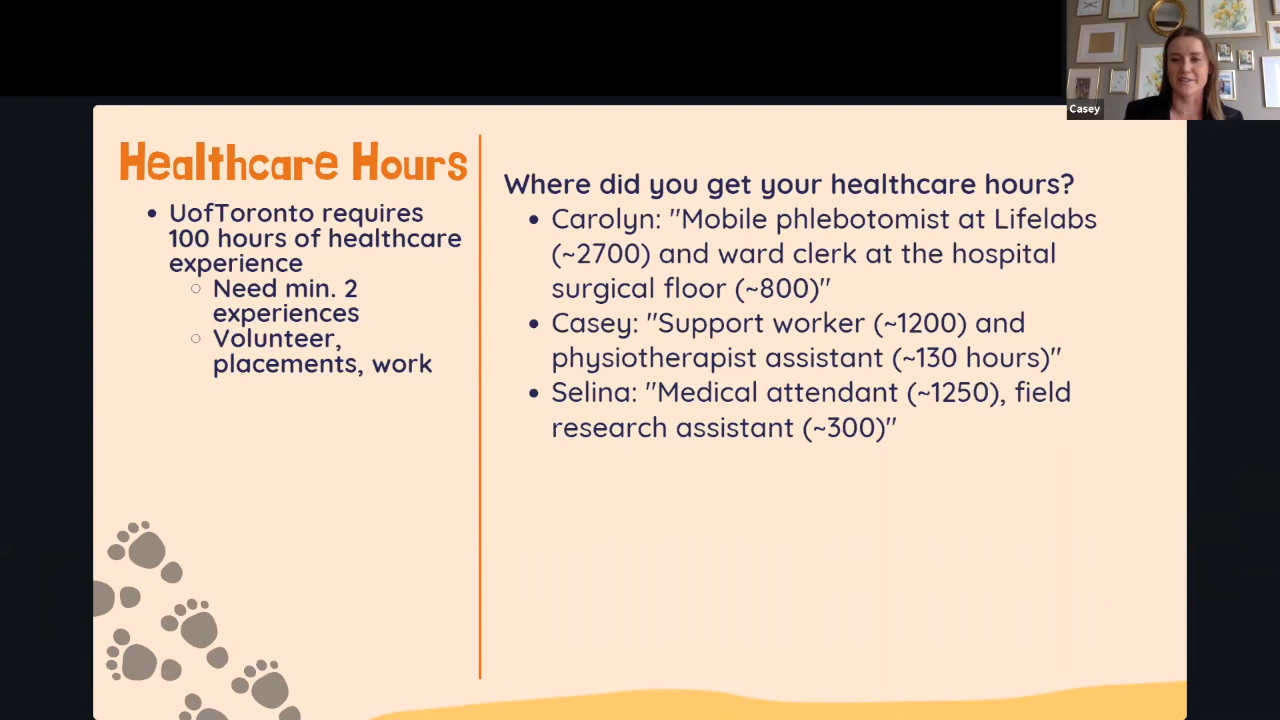 Casey
Healthcare Hours
• UofToronto requires
100 hours of healthcare
experience
○ Need min. 2
experiences
○ Volunteer,
placements, work
Where did you get your healthcare hours?
• Carolyn: "Mobile phlebotomist at Lifelabs
(~2700) and ward clerk at the hospital
surgical floor (~800)"
• Casey: "Support worker (~1200) and
physiotherapist assistant (~130 hours)"
• Selina: "Medical attendant (~1250), field
research assistant (~300)"